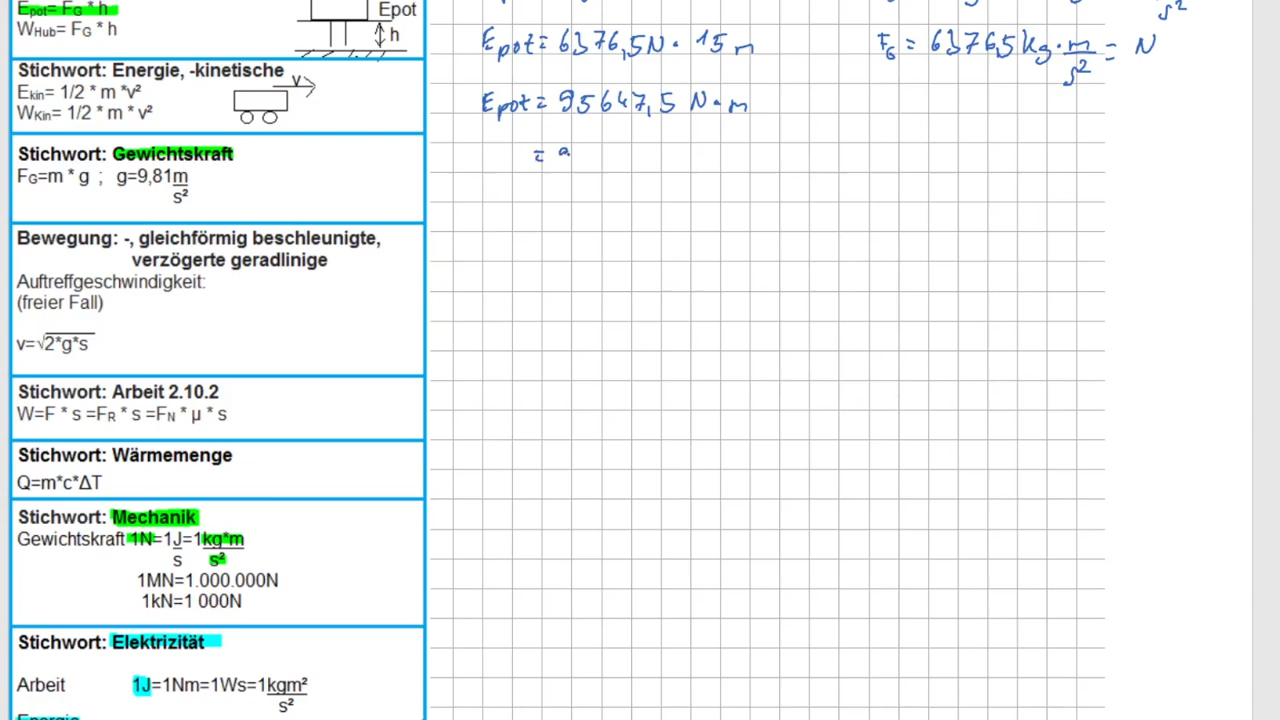 Epot= FG * h
WHub= FG * h
Epot
h
Stichwort: Energie, -kinetische
Ekin= 1/2 * m *v²
WKin= 1/2 * m * v²
v
Stichwort: Gewichtskraft
FG=m * g ; g=9,81m
s²
Bewegung: -, gleichförmig beschleunigte,
verzögerte geradlinige
Auftreffgeschwindigkeit:
(freier Fall)
v=√2*g*s
Stichwort: Arbeit 2.10.2
W=F * s =FR * s =FN * µ * s
Stichwort: Wärmemenge
Q=m*c*ΔT
Stichwort: Mechanik
Gewichtskraft 1N=1J=1kg*m
s s²
1MN=1.000.000N
1kN=1 000N
Stichwort: Elektrizität
Arbeit 1J=1Nm=1Ws=1kgm²
s²
Energie
s²
Epot = 6376,5N · 15m
FG = 6376,5 kg · m/s² = N
Epot = 95647,5 N·m
=